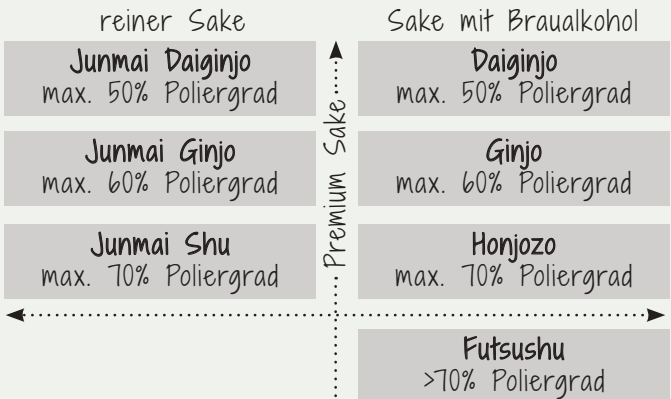 reiner Sake
Sake mit Braualkohol
Junmai Daiginjo
max. 50% Poliergrad
Daiginjo
max. 50% Poliergrad
Junmai Ginjo
max. 60% Poliergrad
Ginjo
max. 60% Poliergrad
Junmai Shu
max. 70% Poliergrad
Honjozo
max. 70% Poliergrad
Premium Sake
Futsushu
>70% Poliergrad